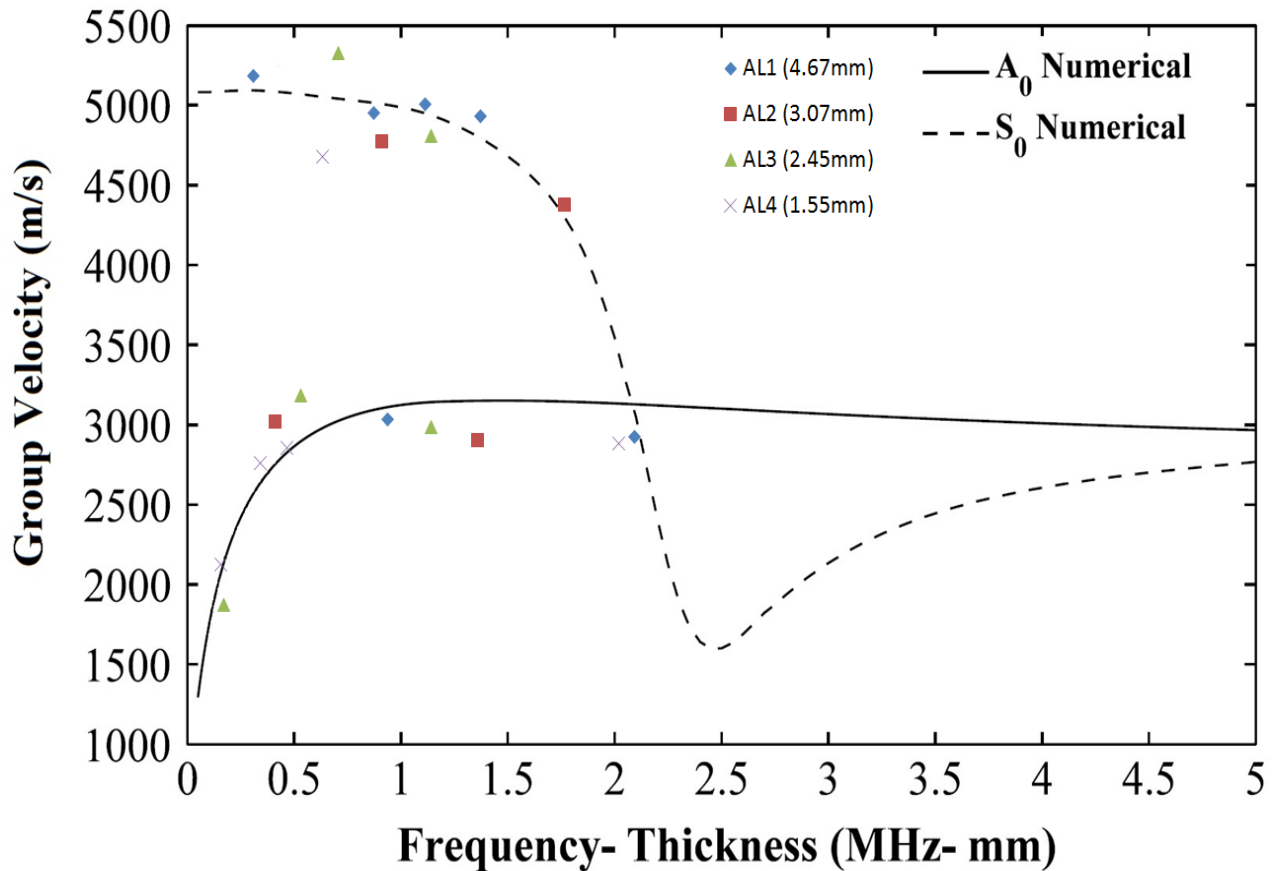 5500
5000
4500
4000
3500
3000
2500
2000
1500
1000
Group Velocity (m/s)
AL1 (4.67mm)
AL2 (3.07mm)
AL3 (2.45mm)
AL4 (1.55mm)
A0 Numerical
S0 Numerical
0 0.5 1 1.5 2 2.5 3 3.5 4 4.5 5
Frequency- Thickness (MHz- mm)